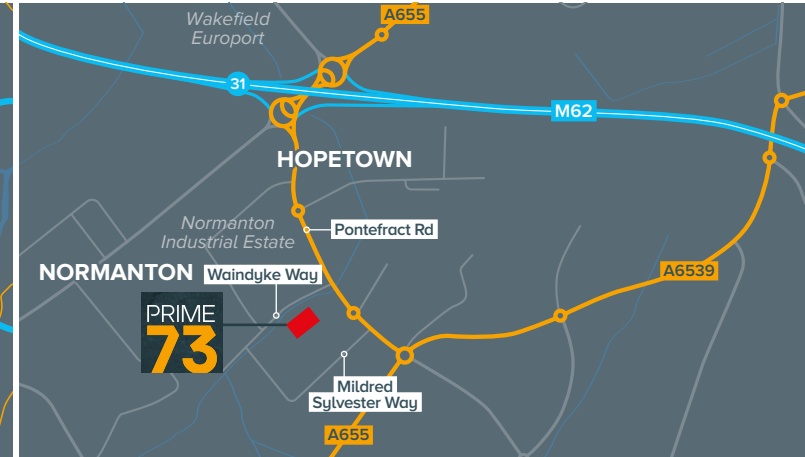 A655
Wakefield
Europort
31
M62
HOPETOWN
Normanton
Industrial Estate
Pontefract Rd
NORMANTON
Waindyke Way
A6539
PRIME
73
Mildred
Sylvester Way
A655